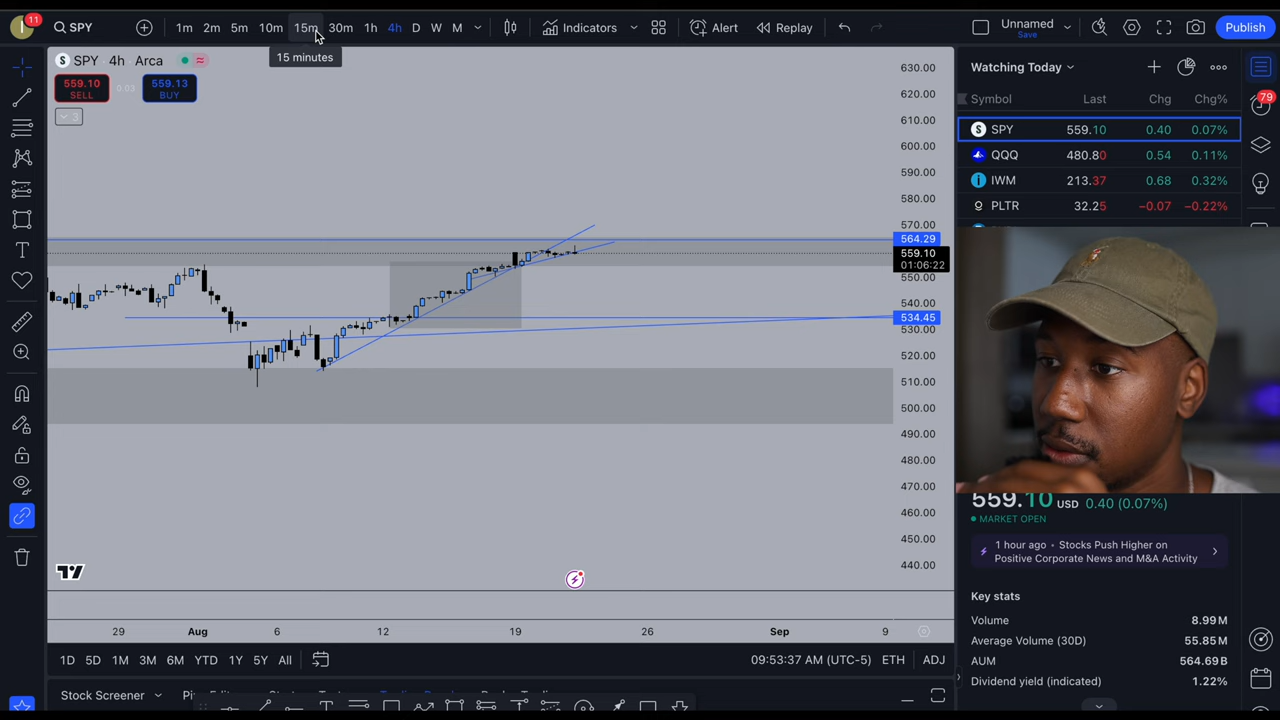 11
SPY
1m 2m 5m 10m 15m 30m 1h 4h D W M
Indicators
Alert
Replay
Unnamed
Save
Publish
15 minutes
S SPY 4h Arca
559.10
SELL
0.03
559.13
BUY
3
630.00
620.00
610.00
600.00
590.00
580.00
570.00
564.29
559.10
01:06:22
550.00
540.00
534.45
530.00
520.00
510.00
500.00
490.00
480.00
470.00
460.00
450.00
440.00
29 Aug 6 12 19 26 Sep 9
1D 5D 1M 3M 6M YTD 1Y 5Y All
09:53:37 AM (UTC-5) ETH ADJ
Stock Screener
Watching Today
79
Symbol Last Chg Chg%
S SPY 559.10 0.40 0.07%
QQQ 480.80 0.54 0.11%
IWM 213.37 0.68 0.32%
PLTR 32.25 −0.07 −0.22%
559.10 USD 0.40 (0.07%)
MARKET OPEN
1 hour ago • Stocks Push Higher on
Positive Corporate News and M&A Activity
Key stats
Volume 8.99M
Average Volume (30D) 55.85M
AUM 564.69B
Dividend yield (indicated) 1.22%